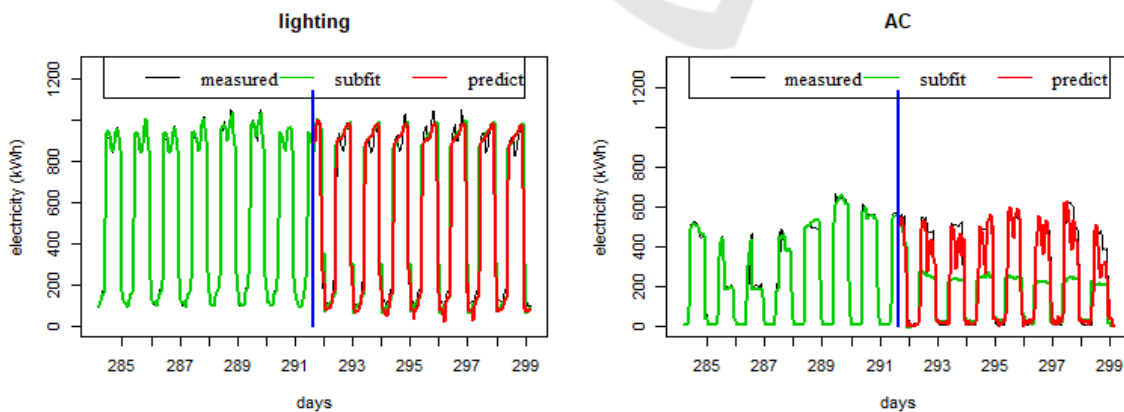 lighting
measured subfit predict
electricity (kWh)
0 200 400 600 800 1200
285 287 289 291 293 295 297 299
days
AC
measured subfit predict
electricity (kWh)
0 200 400 600 800 1200
285 287 289 291 293 295 297 299
days